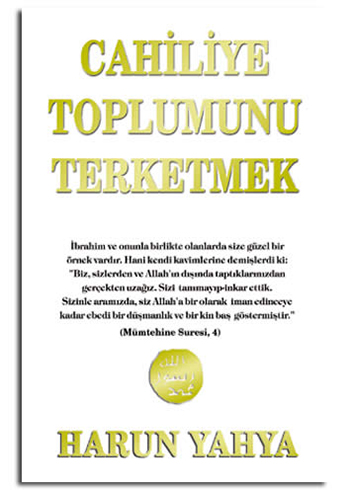 CAHİLİYE
TOPLUMUNU
TERKETMEK
İbrahim ve onunla birlikte olanlarda size güzel bir
örnek vardır. Hani kendi kavimlerine demişlerdi ki:
"Biz, sizlerden ve Allah'ın dışında taptıklarınızdan
gerçekten uzağız. Sizi tanımayıp-inkar ettik.
Sizinle aramızda, siz Allah'a bir olarak iman edinceye
kadar ebedi bir düşmanlık ve bir kin baş göstermiştir."
(Mümtehine Suresi, 4)
HARUN YAHYA